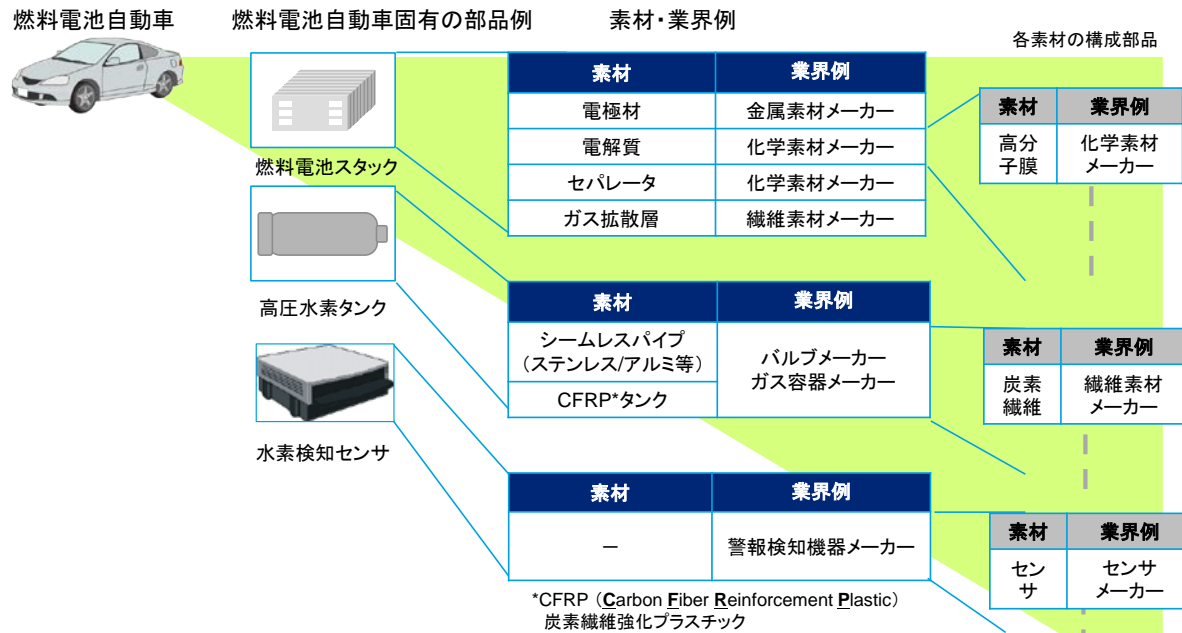 燃料電池自動車
燃料電池自動車固有の部品例
素材・業界例
各素材の構成部品
燃料電池スタック
素材 業界例
電極材 金属素材メーカー
電解質 化学素材メーカー
セパレータ 化学素材メーカー
ガス拡散層 繊維素材メーカー
素材 業界例
高分
子膜
化学素材
メーカー
高圧水素タンク
素材 業界例
シームレスパイプ
（ステンレス/アルミ等）
CFRP*タンク
バルブメーカー
ガス容器メーカー
素材 業界例
炭素
繊維
繊維素材
メーカー
水素検知センサ
素材 業界例
－ 警報検知機器メーカー
素材 業界例
セン
サ
センサ
メーカー
*CFRP （Carbon Fiber Reinforcement Plastic）
炭素繊維強化プラスチック